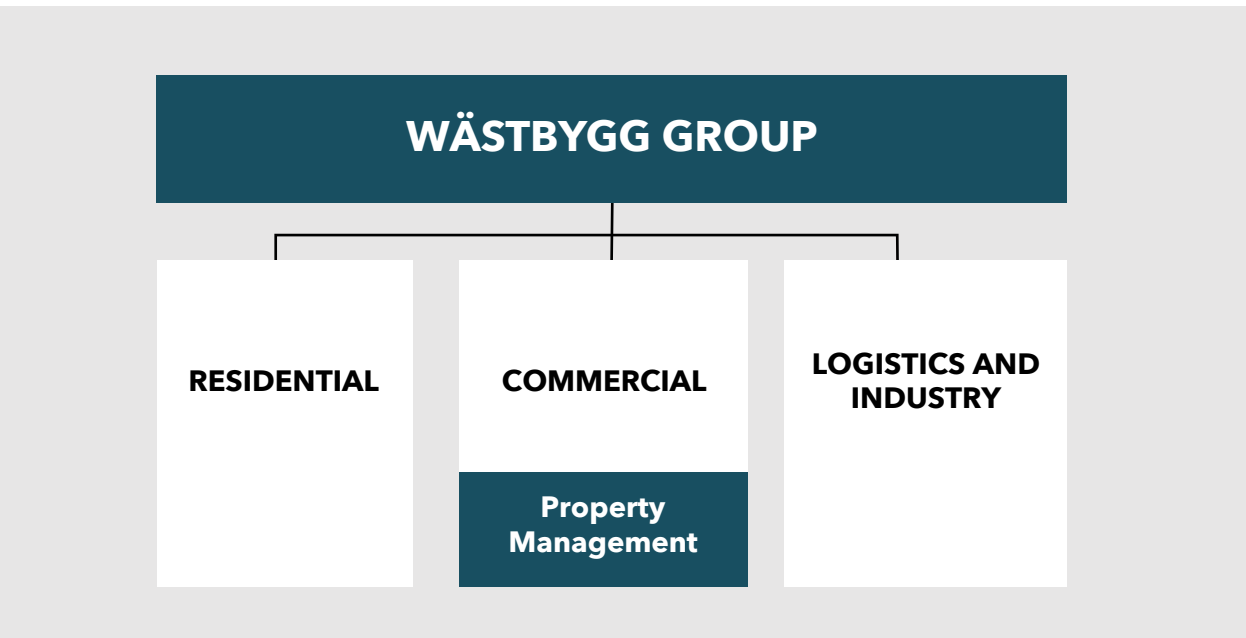 WÄSTBYGG GROUP
RESIDENTIAL
COMMERCIAL
LOGISTICS AND
INDUSTRY
Property
Management